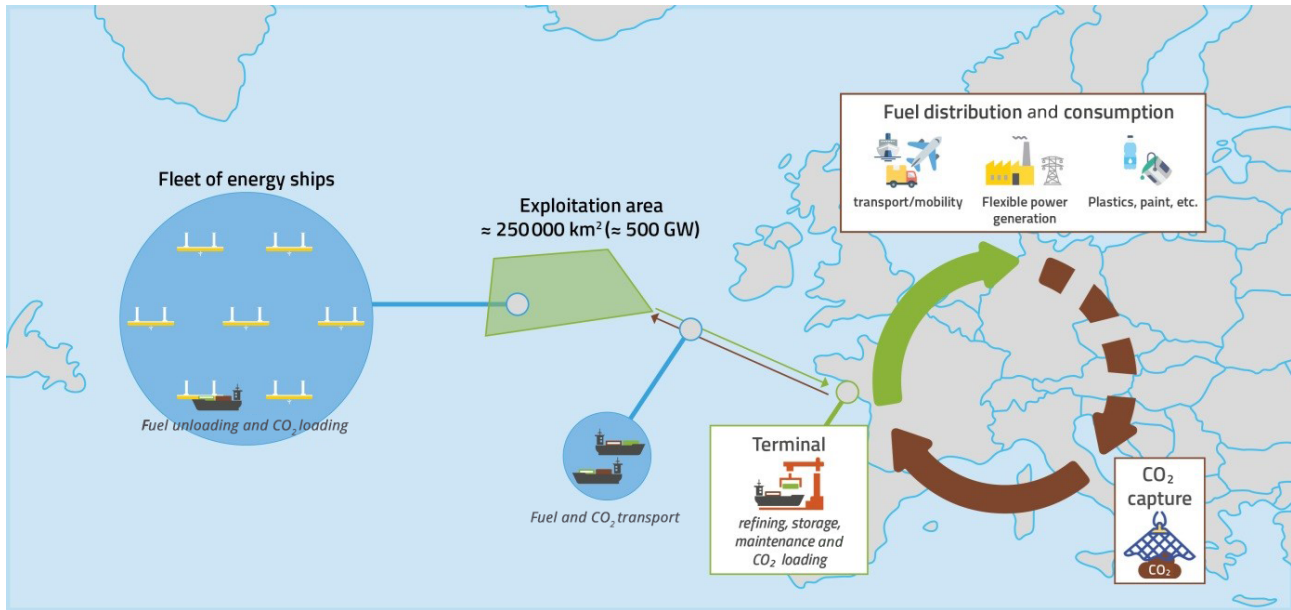 Fleet of energy ships
Fuel unloading and CO₂ loading
Exploitation area
≈ 250 000 km² (≈ 500 GW)
Fuel and CO₂ transport
Terminal
refining, storage,
maintenance and
CO₂ loading
Fuel distribution and consumption
transport/mobility
Flexible power
generation
Plastics, paint, etc.
CO₂
capture
CO₂